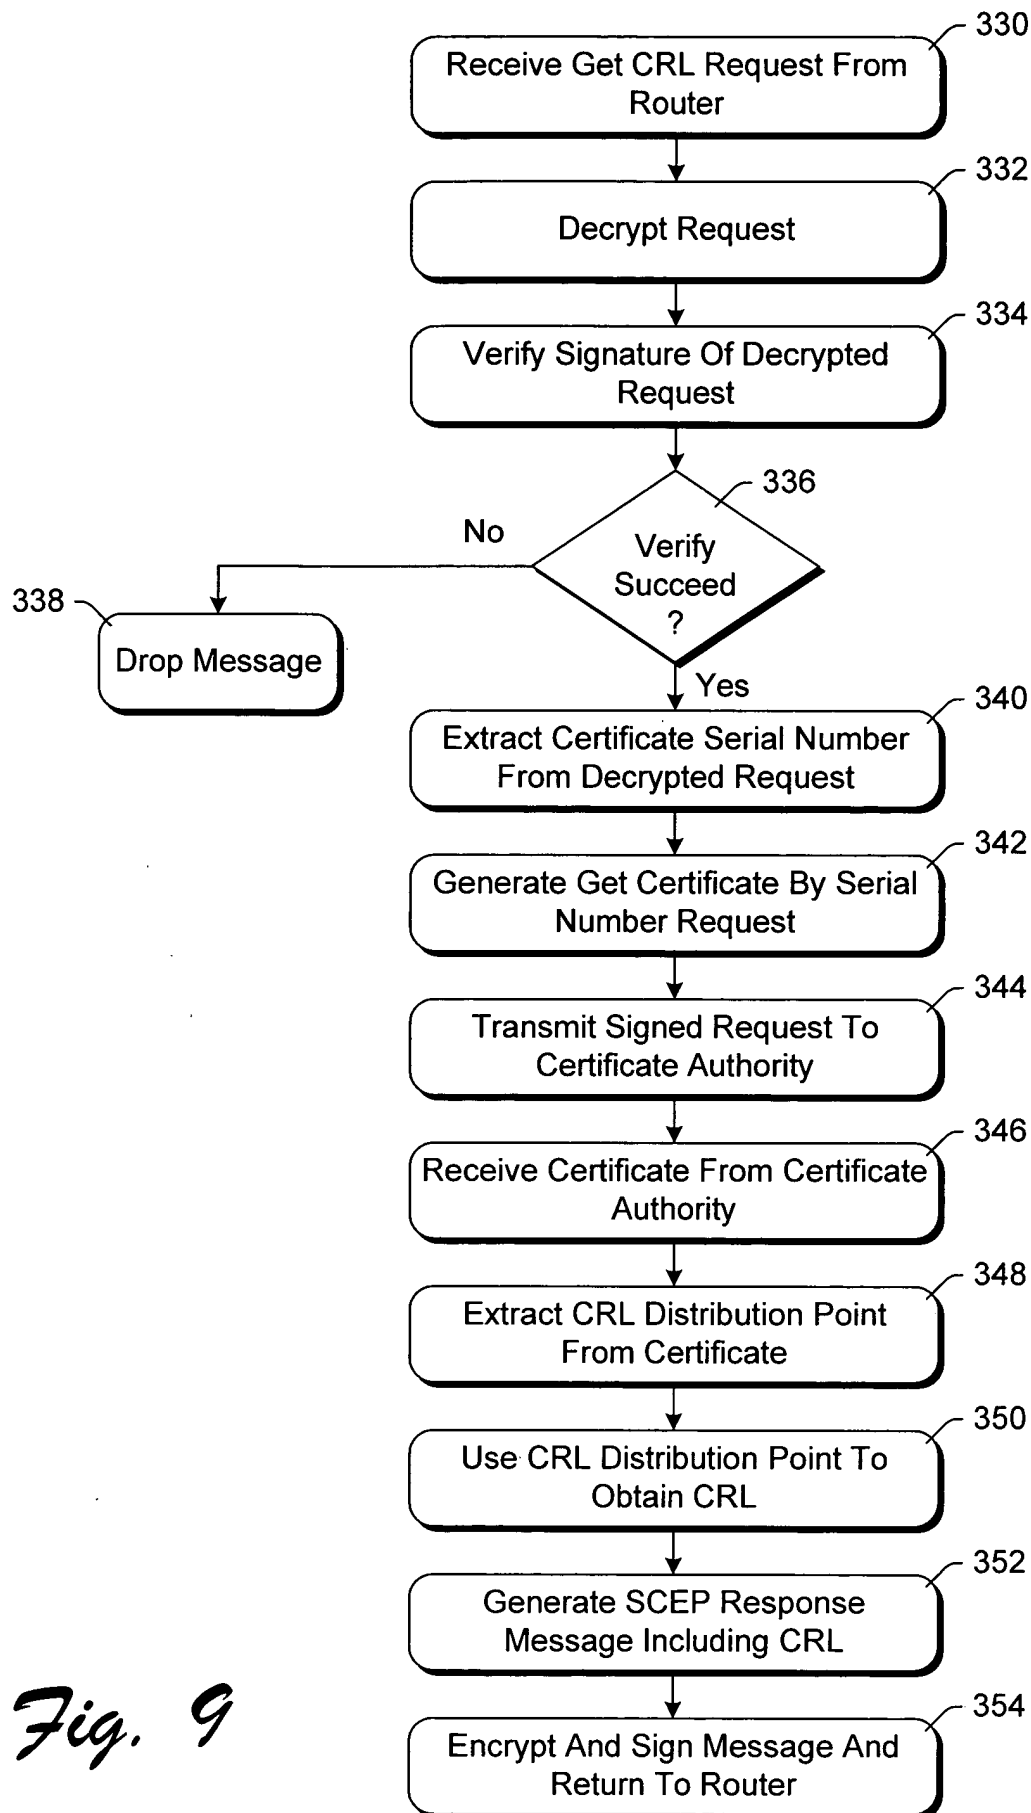 330
Receive Get CRL Request From
Router
332
Decrypt Request
334
Verify Signature Of Decrypted
Request
336
Verify
Succeed
?
No
338
Drop Message
Yes
340
Extract Certificate Serial Number
From Decrypted Request
342
Generate Get Certificate By Serial
Number Request
344
Transmit Signed Request To
Certificate Authority
346
Receive Certificate From Certificate
Authority
348
Extract CRL Distribution Point
From Certificate
350
Use CRL Distribution Point To
Obtain CRL
352
Generate SCEP Response
Message Including CRL
354
Encrypt And Sign Message And
Return To Router
Fig. 9